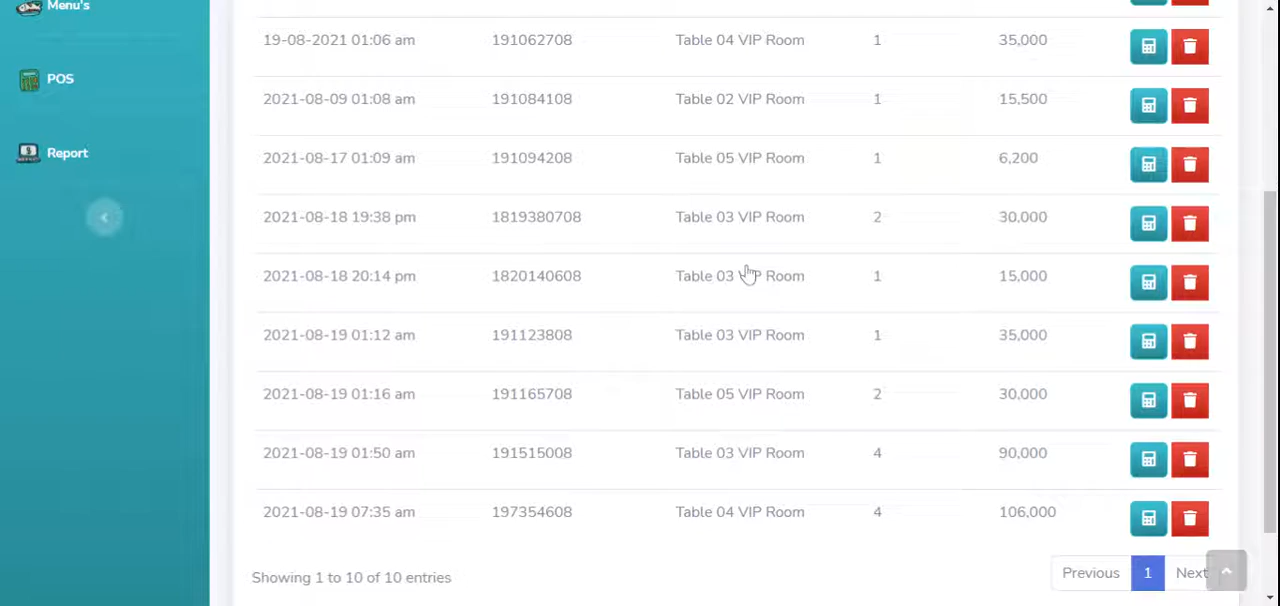 Menu's
POS
Report
19-08-2021 01:06 am 191062708 Table 04 VIP Room 1 35,000
2021-08-09 01:08 am 191084108 Table 02 VIP Room 1 15,500
2021-08-17 01:09 am 191094208 Table 05 VIP Room 1 6,200
2021-08-18 19:38 pm 1819380708 Table 03 VIP Room 2 30,000
2021-08-18 20:14 pm 1820140608 Table 03 VIP Room 1 15,000
2021-08-19 01:12 am 191123808 Table 03 VIP Room 1 35,000
2021-08-19 01:16 am 191165708 Table 05 VIP Room 2 30,000
2021-08-19 01:50 am 191515008 Table 03 VIP Room 4 90,000
2021-08-19 07:35 am 197354608 Table 04 VIP Room 4 106,000
Showing 1 to 10 of 10 entries
Previous 1 Next